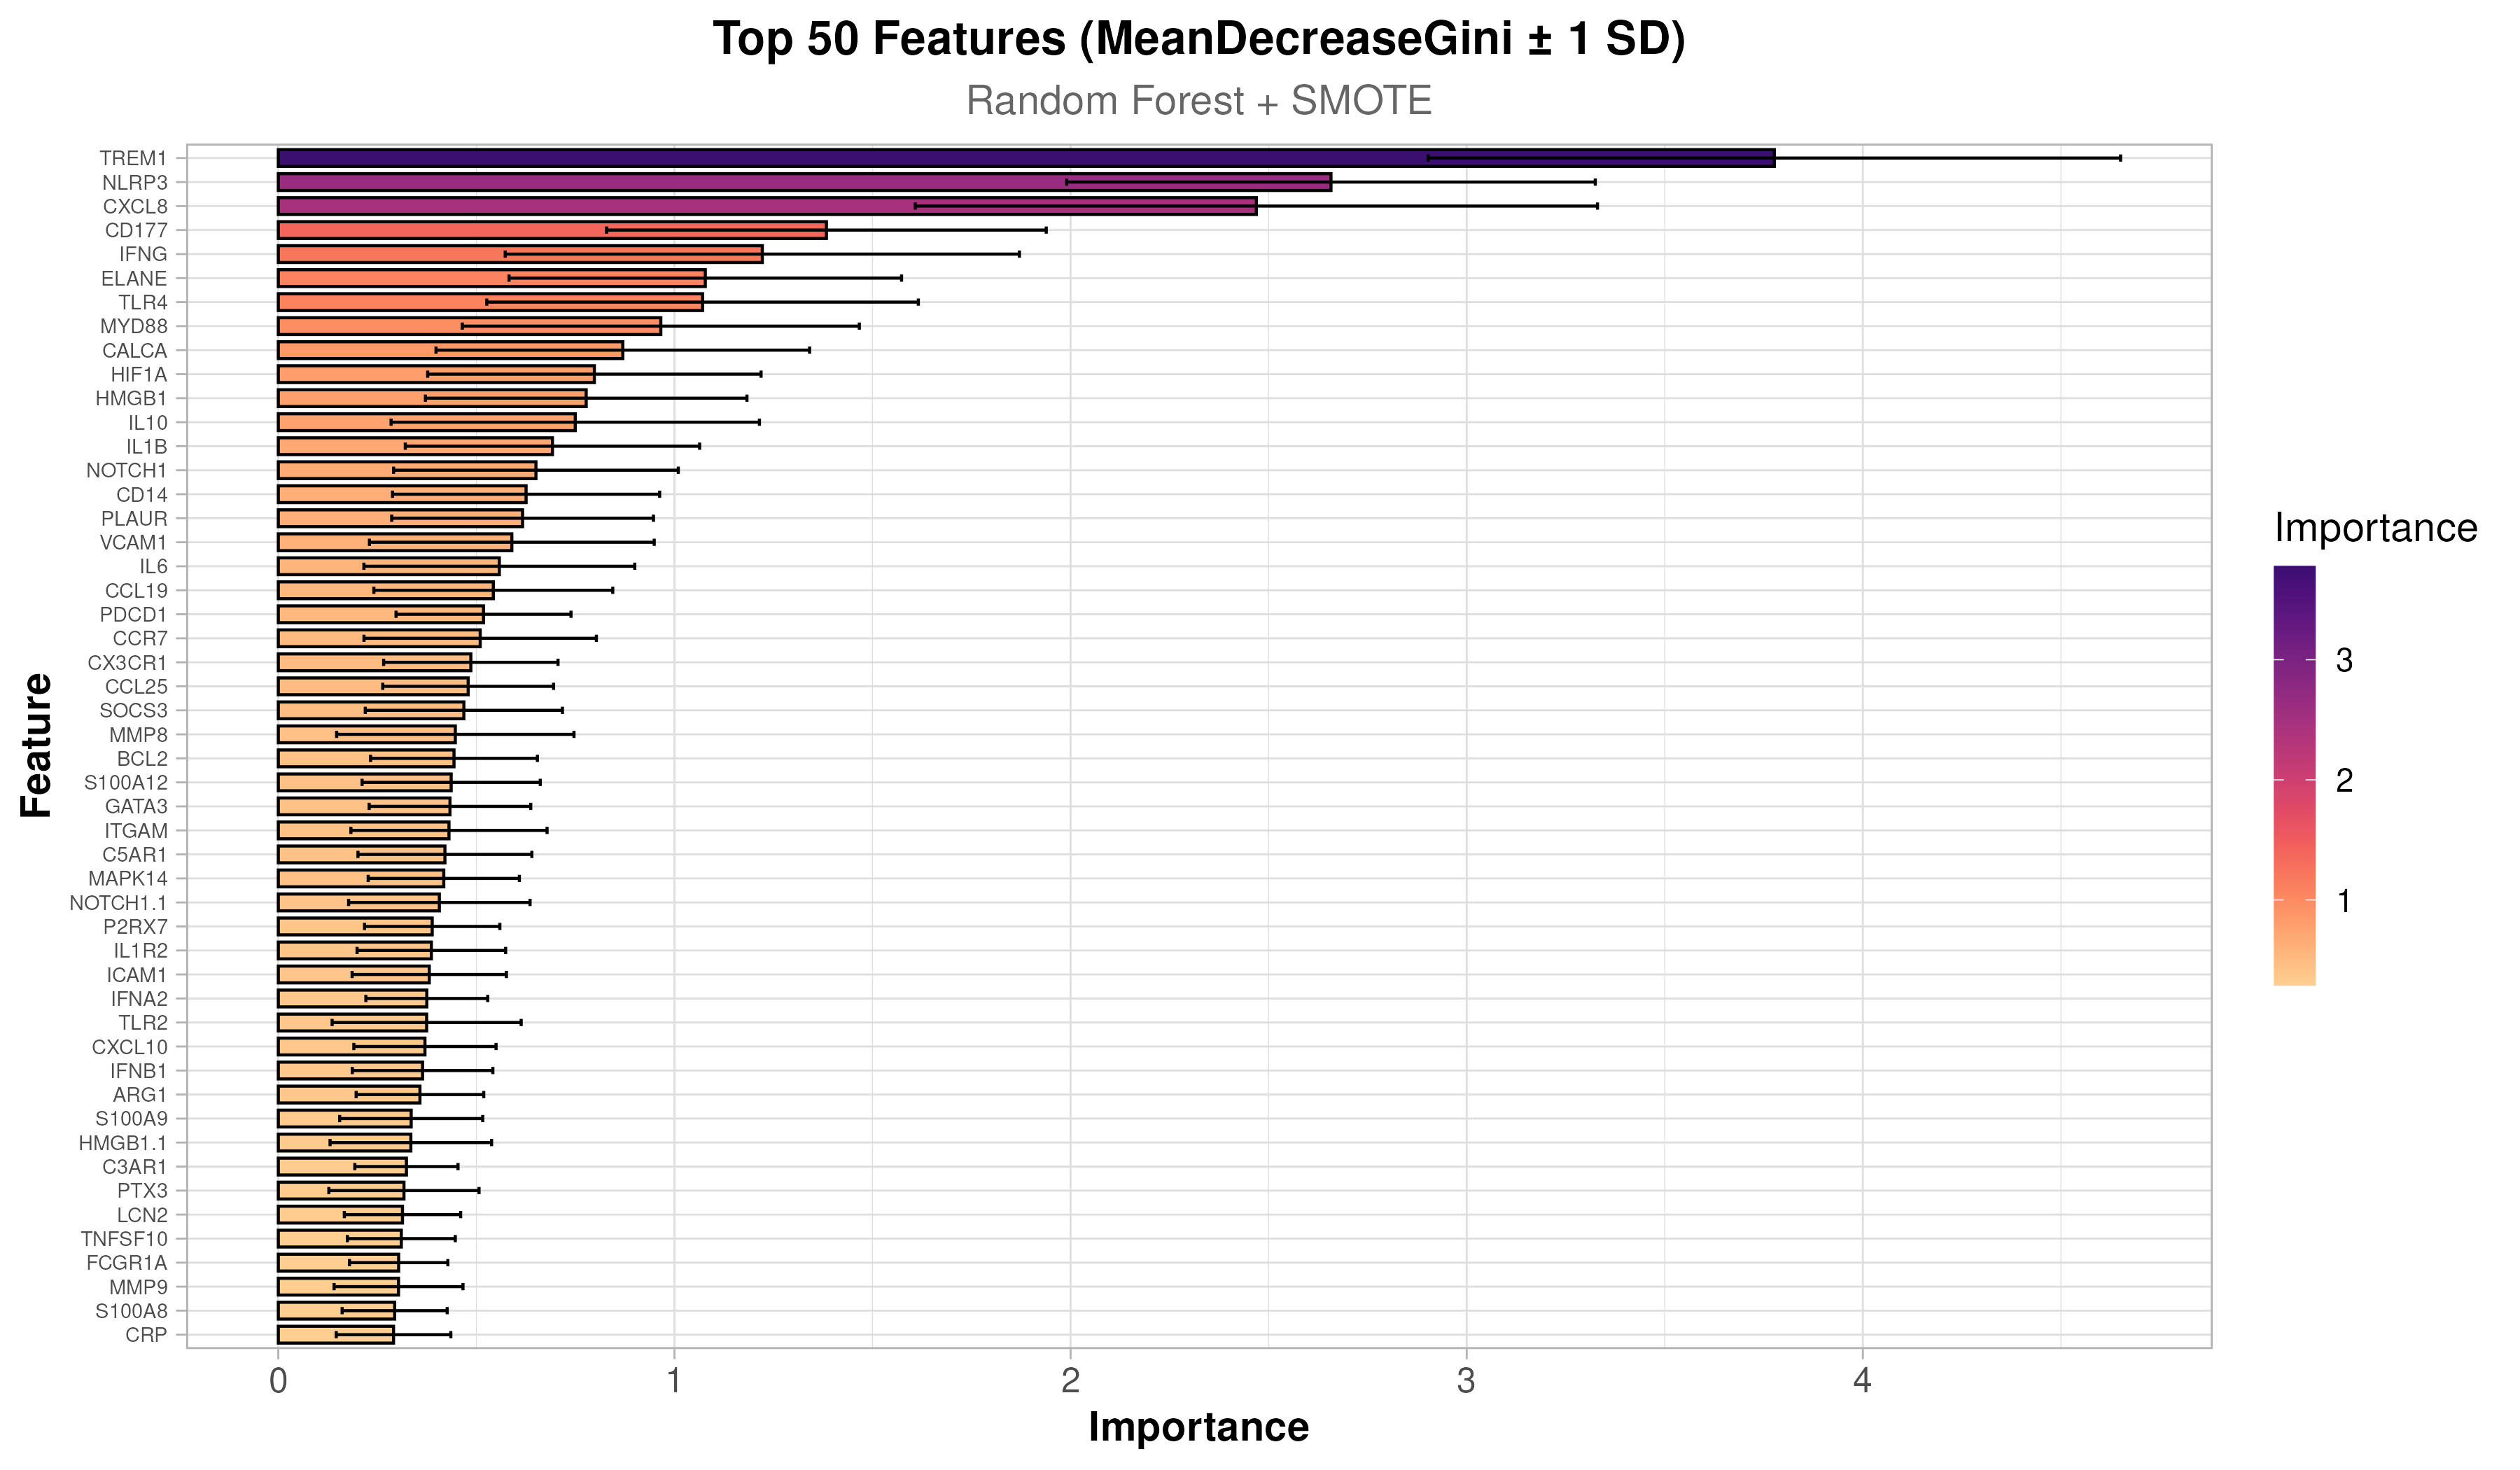 Top 50 Features (MeanDecreaseGini ± 1 SD)
Random Forest + SMOTE
Feature
TREM1
NLRP3
CXCL8
CD177
IFNG
ELANE
TLR4
MYD88
CALCA
HIF1A
HMGB1
IL10
IL1B
NOTCH1
CD14
PLAUR
VCAM1
IL6
CCL19
PDCD1
CCR7
CX3CR1
CCL25
SOCS3
MMP8
BCL2
S100A12
GATA3
ITGAM
C5AR1
MAPK14
NOTCH1.1
P2RX7
IL1R2
ICAM1
IFNA2
TLR2
CXCL10
IFNB1
ARG1
S100A9
HMGB1.1
C3AR1
PTX3
LCN2
TNFSF10
FCGR1A
MMP9
S100A8
CRP
0 1 2 3 4
Importance
Importance
3
2
1